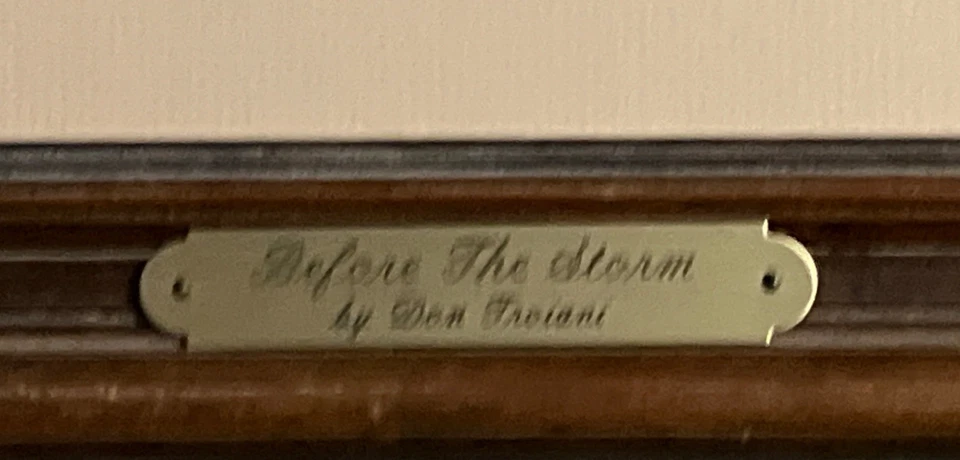 Before The Storm
by Don Troiani